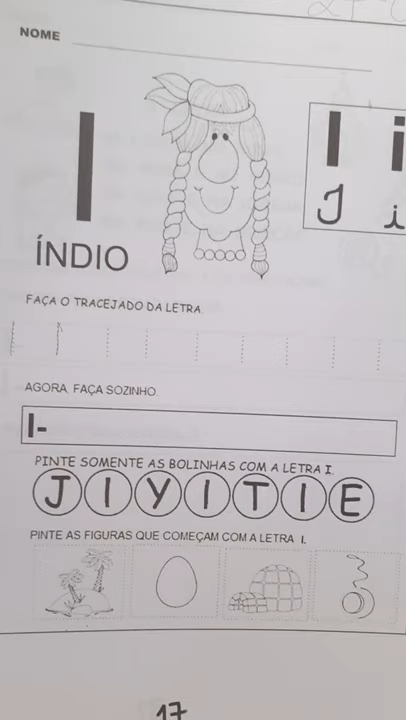 NOME
I
I i
I i
ÍNDIO
FAÇA O TRACEJADO DA LETRA.
AGORA, FAÇA SOZINHO.
I-
PINTE SOMENTE AS BOLINHAS COM A LETRA I.
J I Y I T I E
PINTE AS FIGURAS QUE COMEÇAM COM A LETRA I.
17